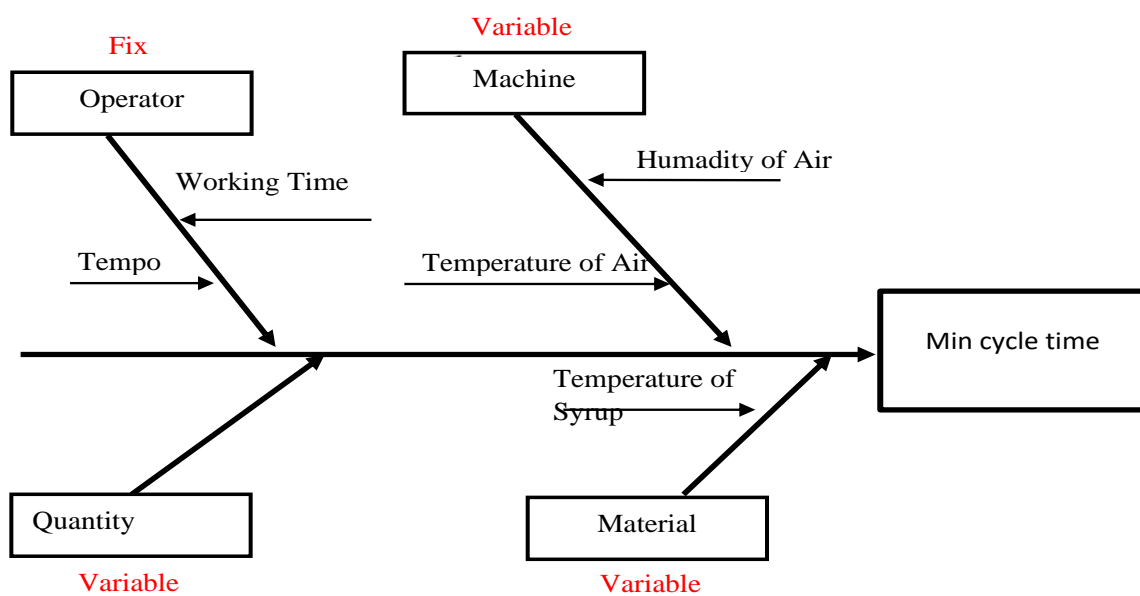 Variable
Fix
Machine
Operator
Humadity of Air
Working Time
Tempo
Temperature of Air
Min cycle time
Temperature of
Syrup
Quantity
Material
Variable
Variable